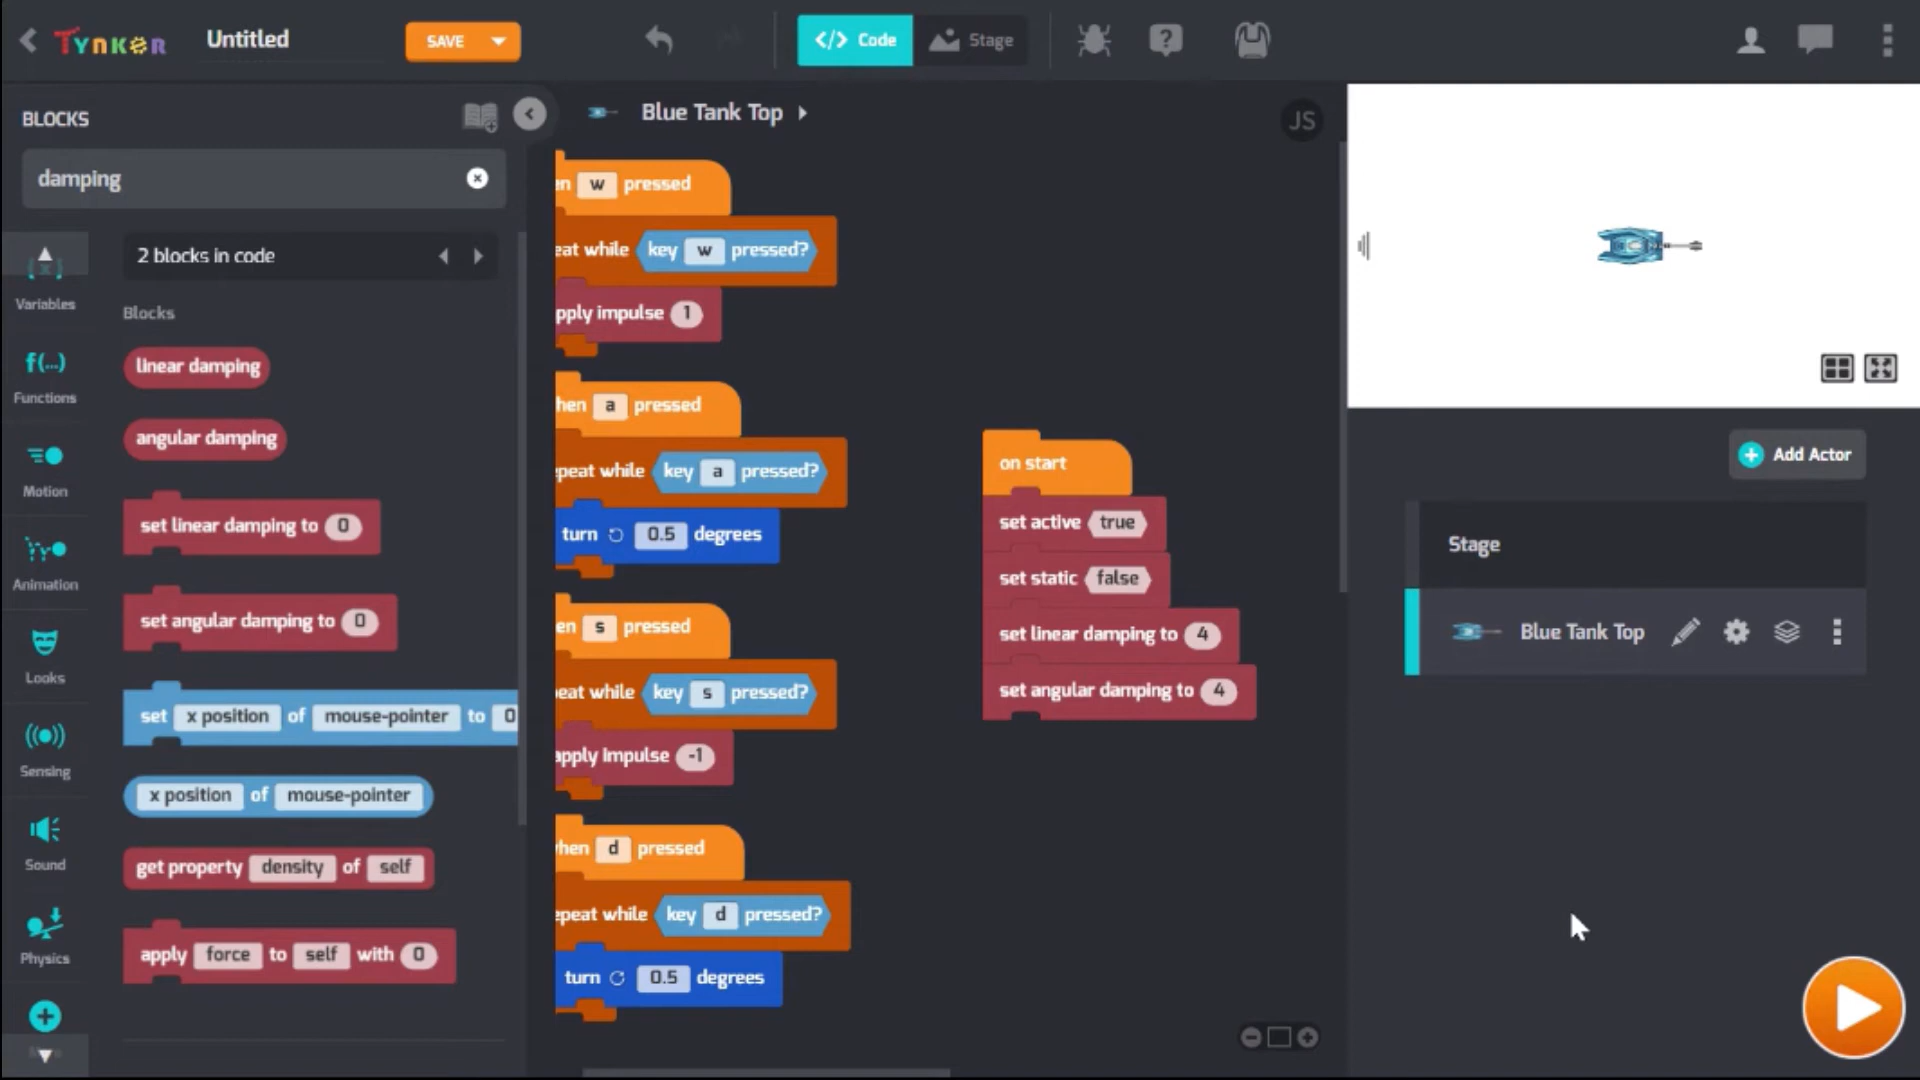 TYNKER
Untitled
SAVE
</> Code
Stage
BLOCKS
damping
2 blocks in code
Blocks
linear damping
angular damping
set linear damping to 0
set angular damping to 0
set x position of mouse-pointer to 0
x position of mouse-pointer
get property density of self
apply force to self with 0
Variables
f(...)
Functions
Motion
Animation
Looks
Sensing
Sound
Physics
Blue Tank Top
JS
en w pressed
eat while key w pressed?
pply impulse 1
hen a pressed
epeat while key a pressed?
turn 0.5 degrees
en s pressed
eat while key s pressed?
apply impulse -1
hen d pressed
epeat while key d pressed?
turn 0.5 degrees
on start
set active true
set static false
set linear damping to 4
set angular damping to 4
Add Actor
Stage
Blue Tank Top